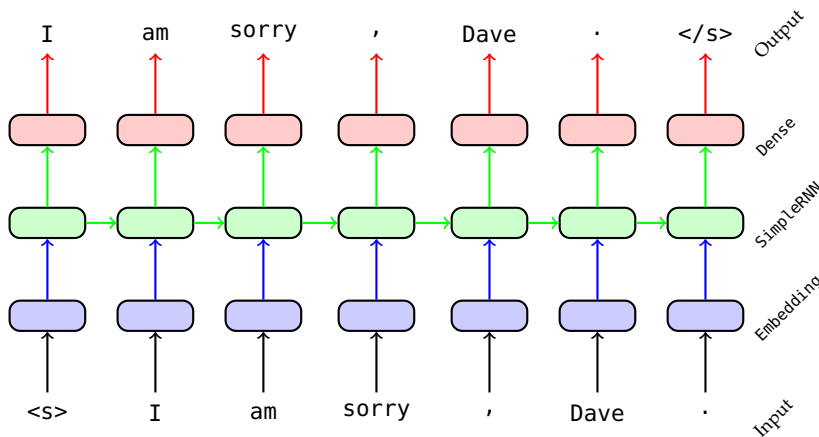 I am sorry , Dave . </s> Output
Dense
SimpleRNN
Embedding
<s> I am sorry , Dave . Input